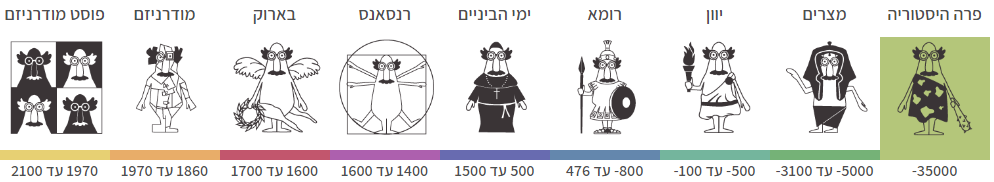 פרה היסטוריה מצרים יוון רומא ימי הביניים רנסאנס בארוק מודרניזם פוסט מודרניזם
-35000 -5000 עד -3100 -500 עד -100 -800 עד 476 500 עד 1500 1400 עד 1600 1600 עד 1700 1860 עד 1970 1970 עד 2100